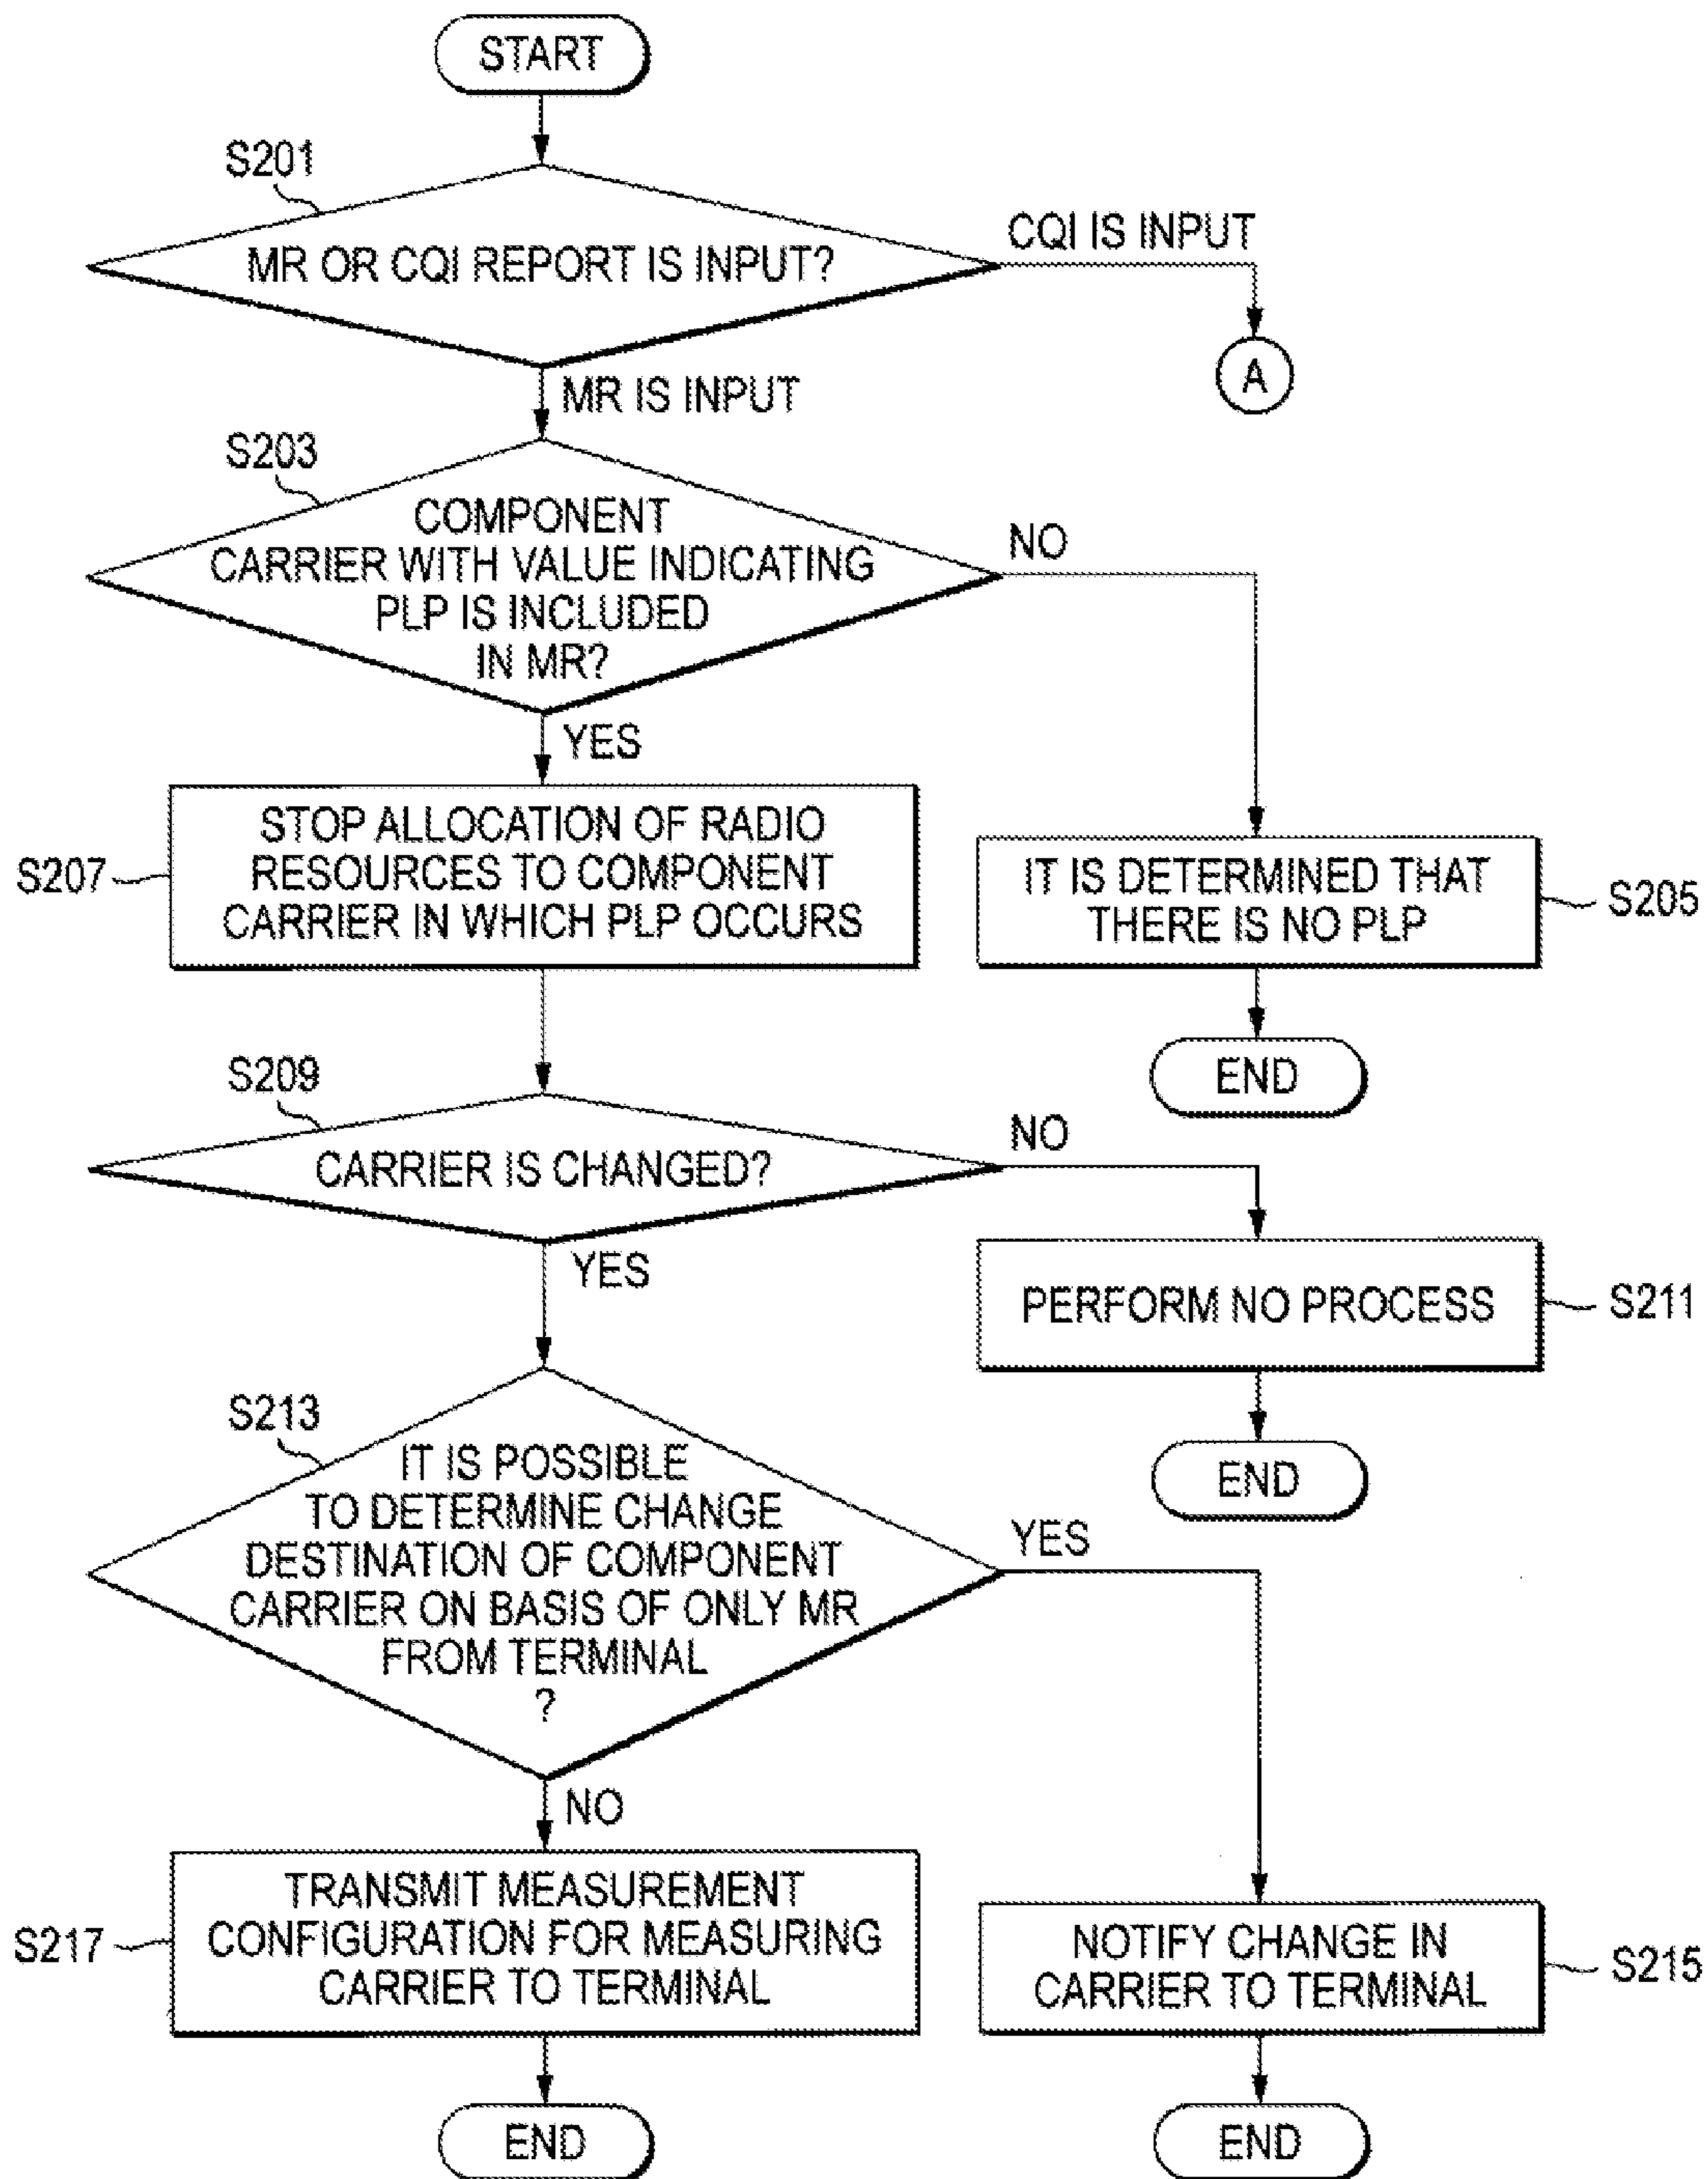 START
S201
MR OR CQI REPORT IS INPUT?
CQI IS INPUT
A
MR IS INPUT
S203
COMPONENT
CARRIER WITH VALUE INDICATING
PLP IS INCLUDED
IN MR?
NO
YES
S207
STOP ALLOCATION OF RADIO
RESOURCES TO COMPONENT
CARRIER IN WHICH PLP OCCURS
IT IS DETERMINED THAT
THERE IS NO PLP
S205
END
S209
CARRIER IS CHANGED?
NO
YES
PERFORM NO PROCESS
S211
END
S213
IT IS POSSIBLE
TO DETERMINE CHANGE
DESTINATION OF COMPONENT
CARRIER ON BASIS OF ONLY MR
FROM TERMINAL
?
YES
NO
S217
TRANSMIT MEASUREMENT
CONFIGURATION FOR MEASURING
CARRIER TO TERMINAL
NOTIFY CHANGE IN
CARRIER TO TERMINAL
S215
END
END